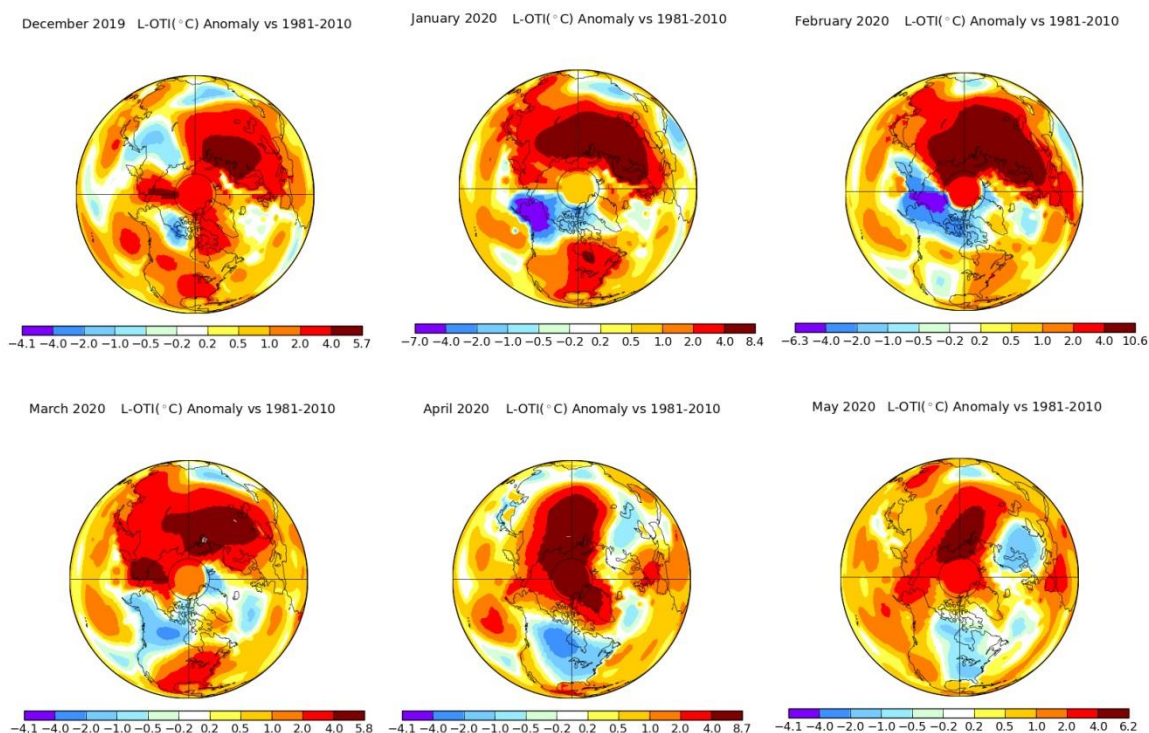 December 2019 L-OTI(°C) Anomaly vs 1981-2010
January 2020 L-OTI(°C) Anomaly vs 1981-2010
February 2020 L-OTI(°C) Anomaly vs 1981-2010
−4.1 −4.0 −2.0 −1.0 −0.5 −0.2 0.2 0.5 1.0 2.0 4.0 5.7
−7.0 −4.0 −2.0 −1.0 −0.5 −0.2 0.2 0.5 1.0 2.0 4.0 8.4
−6.3 −4.0 −2.0 −1.0 −0.5 −0.2 0.2 0.5 1.0 2.0 4.0 10.6
March 2020 L-OTI(°C) Anomaly vs 1981-2010
April 2020 L-OTI(°C) Anomaly vs 1981-2010
May 2020 L-OTI(°C) Anomaly vs 1981-2010
−4.1 −4.0 −2.0 −1.0 −0.5 −0.2 0.2 0.5 1.0 2.0 4.0 5.8
−4.1 −4.0 −2.0 −1.0 −0.5 −0.2 0.2 0.5 1.0 2.0 4.0 8.7
−4.1 −4.0 −2.0 −1.0 −0.5 −0.2 0.2 0.5 1.0 2.0 4.0 6.2